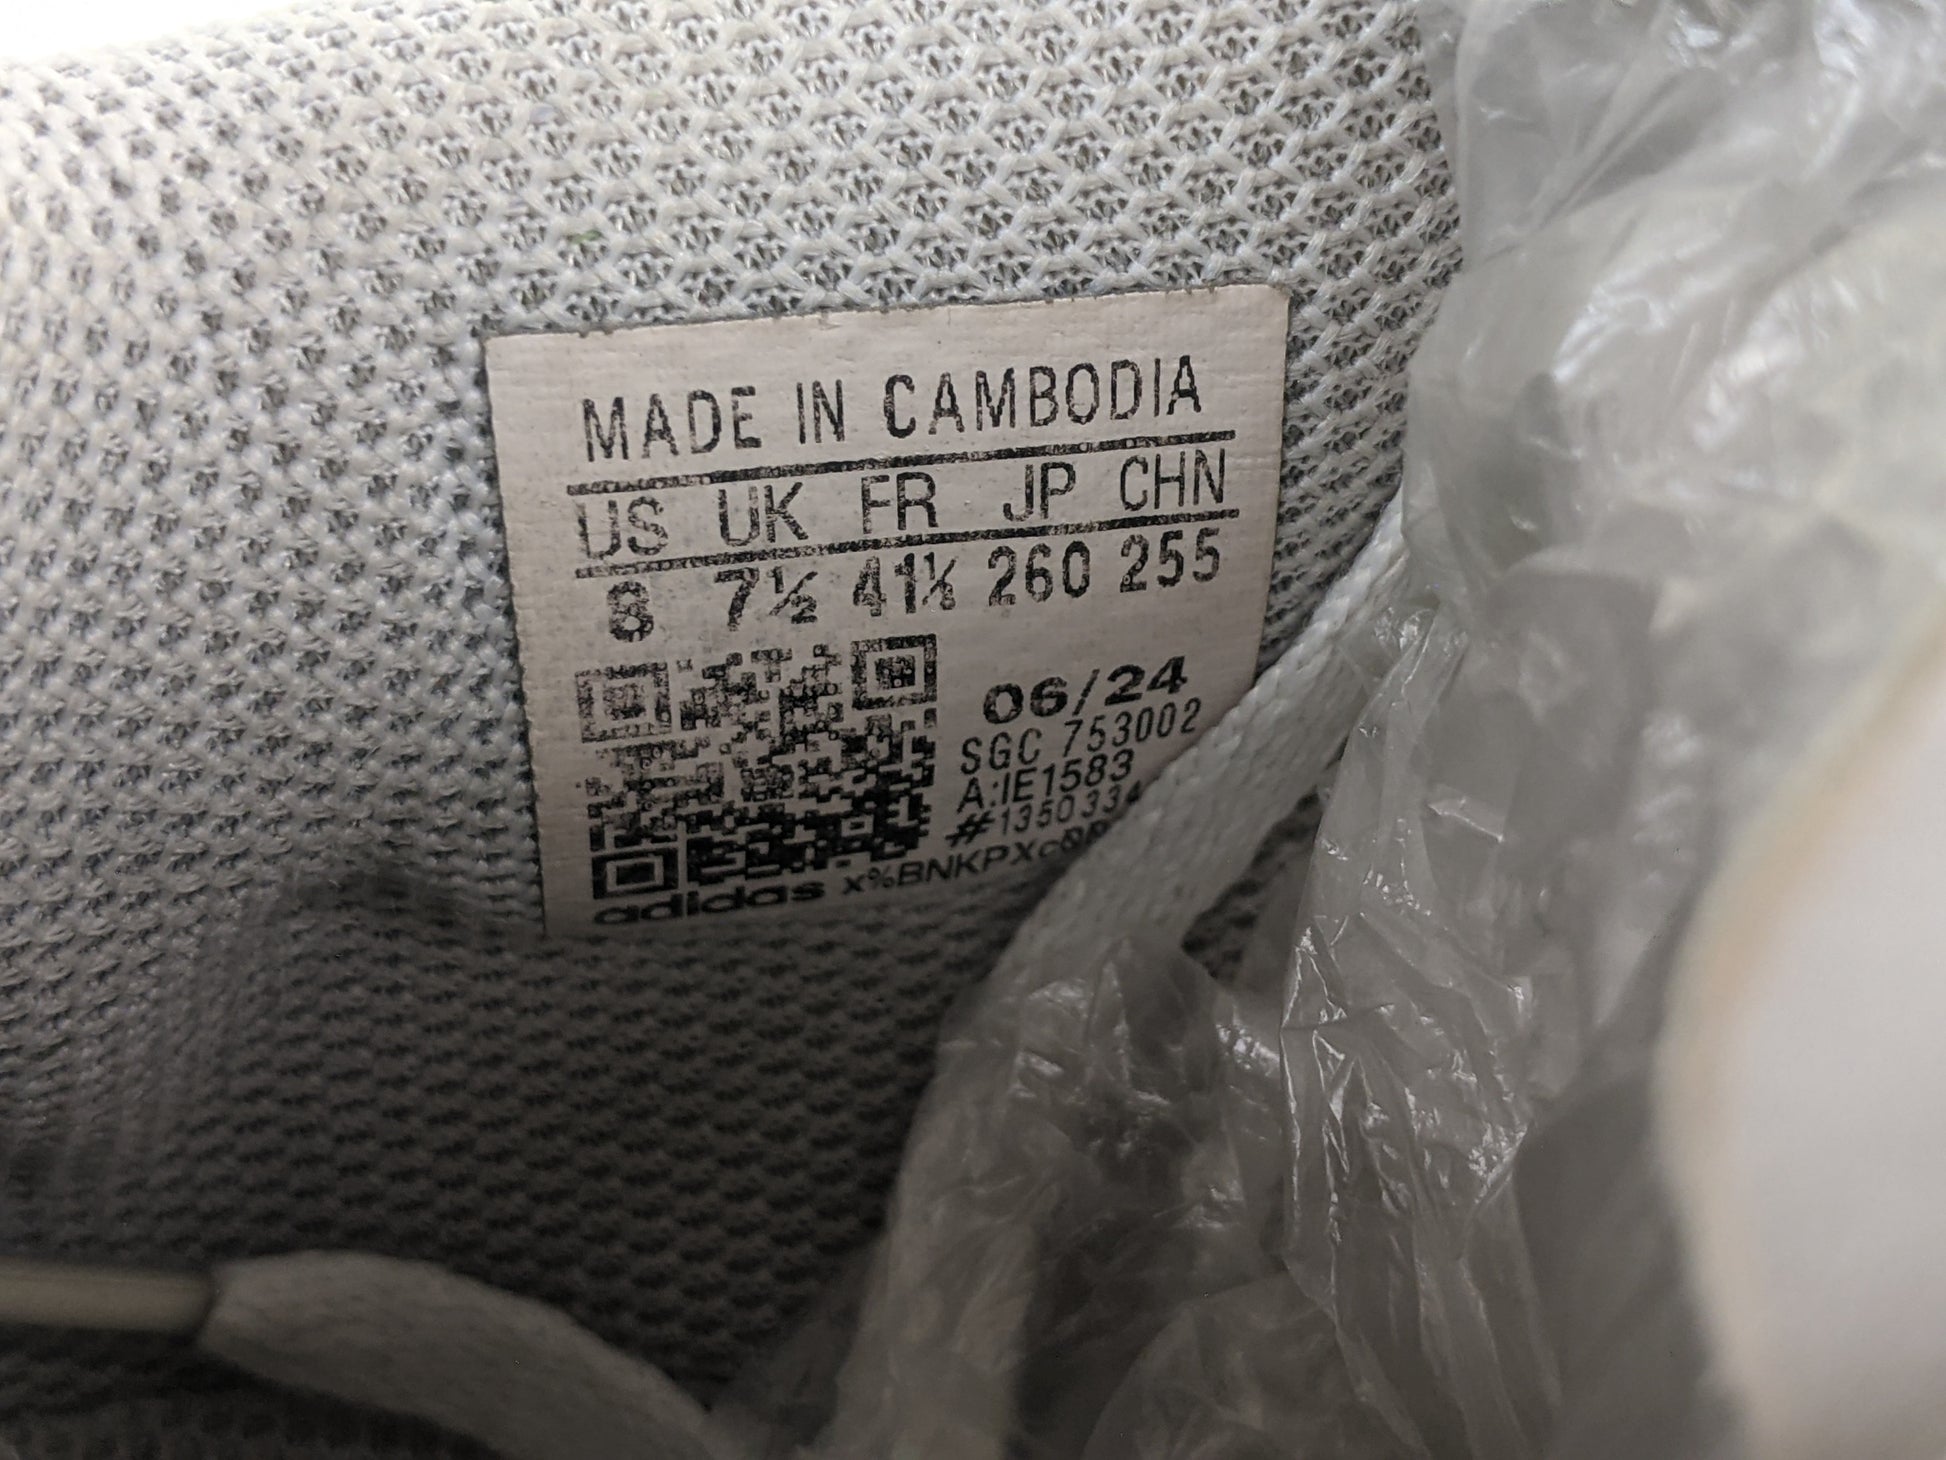 MADE IN CAMBODIA
US UK FR JP CHN
8 7½ 41⅓ 260 255
06/24
SGC 753002
A:IE1583
adidas